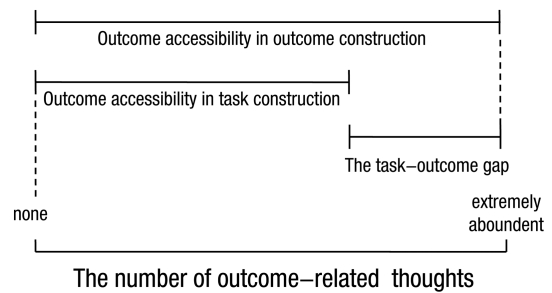 Outcome accessibility in outcome construction
Outcome accessibility in task construction
The task–outcome gap
none
extremely
aboundent
The number of outcome–related thoughts